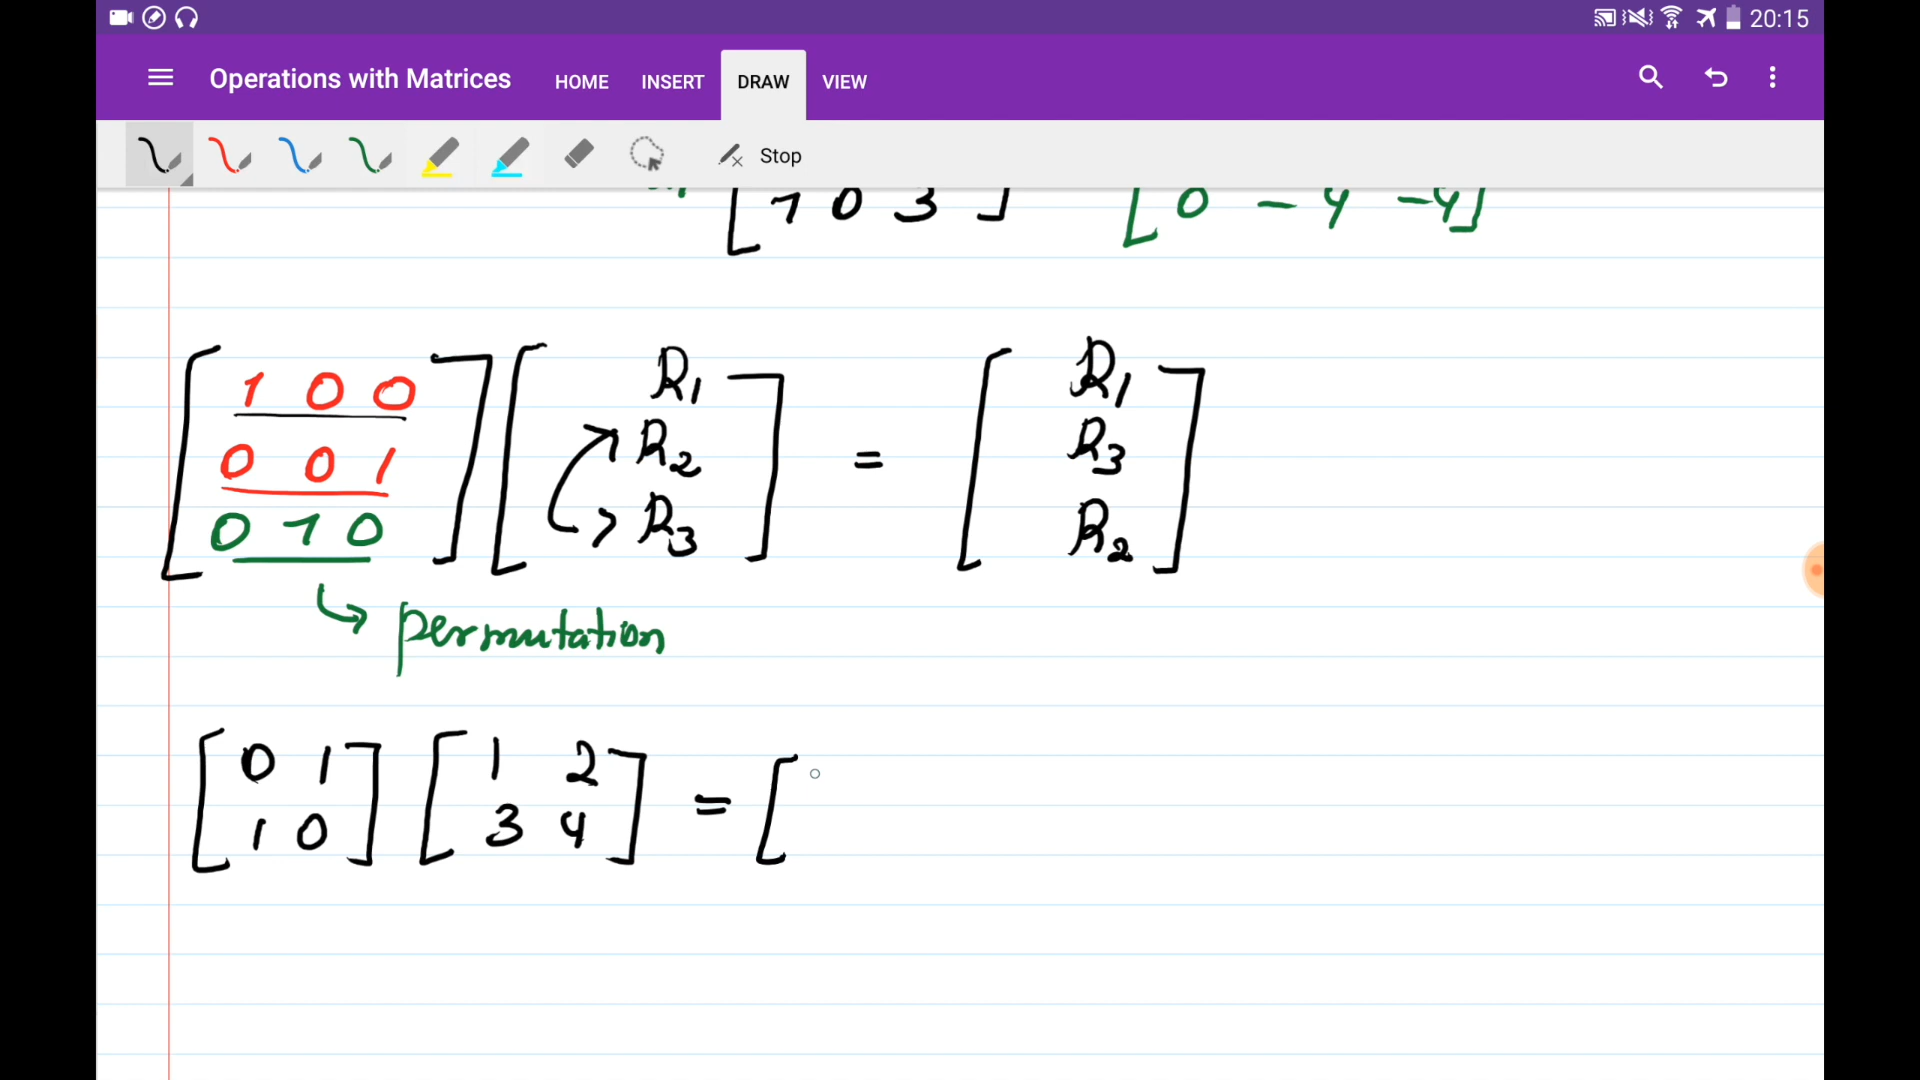 20:15
Operations with Matrices HOME INSERT DRAW VIEW
Stop
[ 1 0 3 ] [ 0 - 4 -4 ]
[ 1 0 0 ] [ R1 ] = [ R1 ]
[ 0 0 1 ] [ R2 ] [ R3 ]
[ 0 1 0 ] [ R3 ] [ R2 ]
↳ permutation
[ 0 1 ] [ 1 2 ] = [
[ 1 0 ] [ 3 4 ]